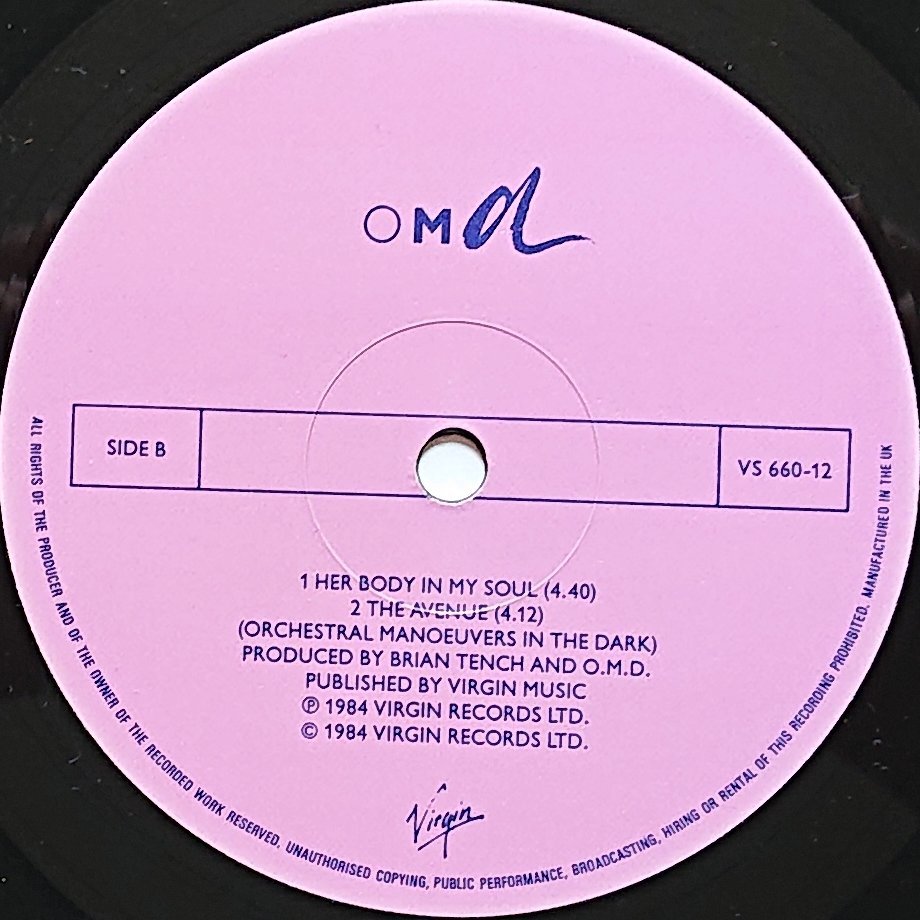 OMd
SIDE B
VS 660-12
1 HER BODY IN MY SOUL (4.40)
2 THE AVENUE (4.12)
(ORCHESTRAL MANOEUVERS IN THE DARK)
PRODUCED BY BRIAN TENCH AND O.M.D.
PUBLISHED BY VIRGIN MUSIC
℗ 1984 VIRGIN RECORDS LTD.
© 1984 VIRGIN RECORDS LTD.
Virgin
ALL RIGHTS OF THE PRODUCER AND OF THE OWNER OF THE RECORDED WORK RESERVED. UNAUTHORISED COPYING, PUBLIC PERFORMANCE, BROADCASTING, HIRING OR RENTAL OF THIS RECORDING PROHIBITED. MANUFACTURED IN THE UK